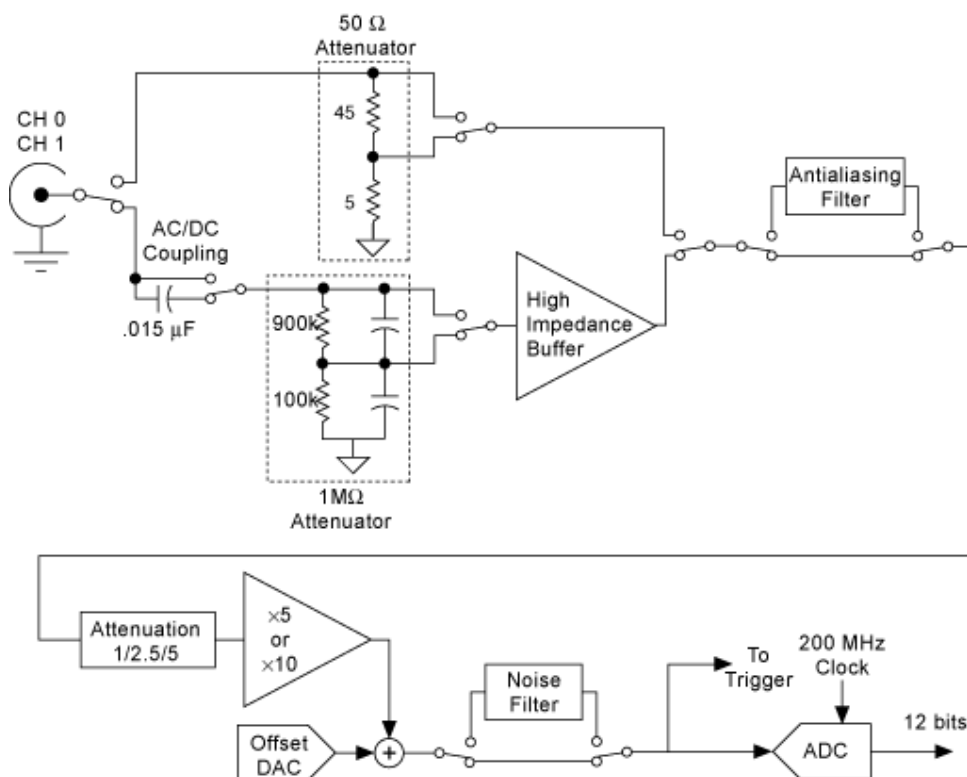 50 Ω
Attenuator
45
5
CH 0
CH 1
AC/DC
Coupling
.015 μF
900k
100k
1MΩ
Attenuator
High
Impedance
Buffer
Antialiasing
Filter
Attenuation
1/2.5/5
×5
or
×10
Offset
DAC
+
Noise
Filter
To
Trigger
200 MHz
Clock
ADC
12 bits